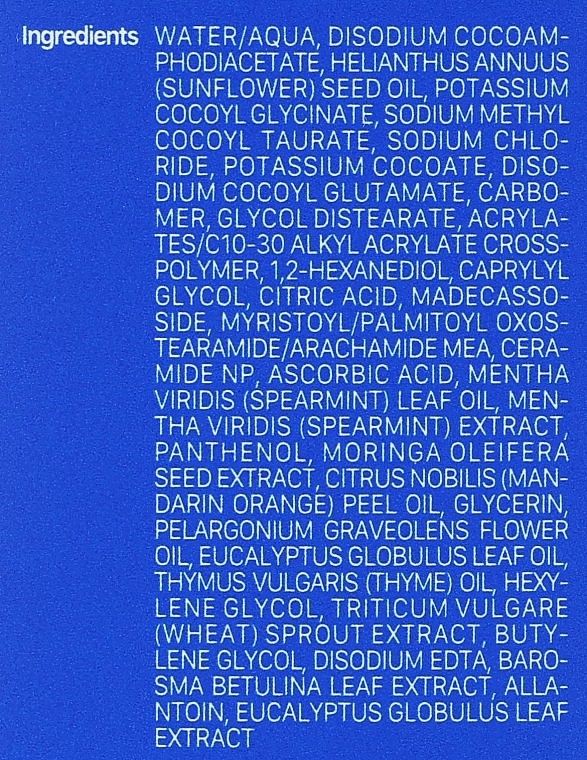 Ingredients
WATER/AQUA, DISODIUM COCOAM-
PHODIACETATE, HELIANTHUS ANNUUS
(SUNFLOWER) SEED OIL, POTASSIUM
COCOYL GLYCINATE, SODIUM METHYL
COCOYL TAURATE, SODIUM CHLO-
RIDE, POTASSIUM COCOATE, DISO-
DIUM COCOYL GLUTAMATE, CARBO-
MER, GLYCOL DISTEARATE, ACRYLA-
TES/C10-30 ALKYL ACRYLATE CROSS-
POLYMER, 1,2-HEXANEDIOL, CAPRYLYL
GLYCOL, CITRIC ACID, MADECASSO-
SIDE, MYRISTOYL/PALMITOYL OXOS-
TEARAMIDE/ARACHAMIDE MEA, CERA-
MIDE NP, ASCORBIC ACID, MENTHA
VIRIDIS (SPEARMINT) LEAF OIL, MEN-
THA VIRIDIS (SPEARMINT) EXTRACT,
PANTHENOL, MORINGA OLEIFERA
SEED EXTRACT, CITRUS NOBILIS (MAN-
DARIN ORANGE) PEEL OIL, GLYCERIN,
PELARGONIUM GRAVEOLENS FLOWER
OIL, EUCALYPTUS GLOBULUS LEAF OIL,
THYMUS VULGARIS (THYME) OIL, HEXY-
LENE GLYCOL, TRITICUM VULGARE
(WHEAT) SPROUT EXTRACT, BUTY-
LENE GLYCOL, DISODIUM EDTA, BARO-
SMA BETULINA LEAF EXTRACT, ALLA-
NTOIN, EUCALYPTUS GLOBULUS LEAF
EXTRACT